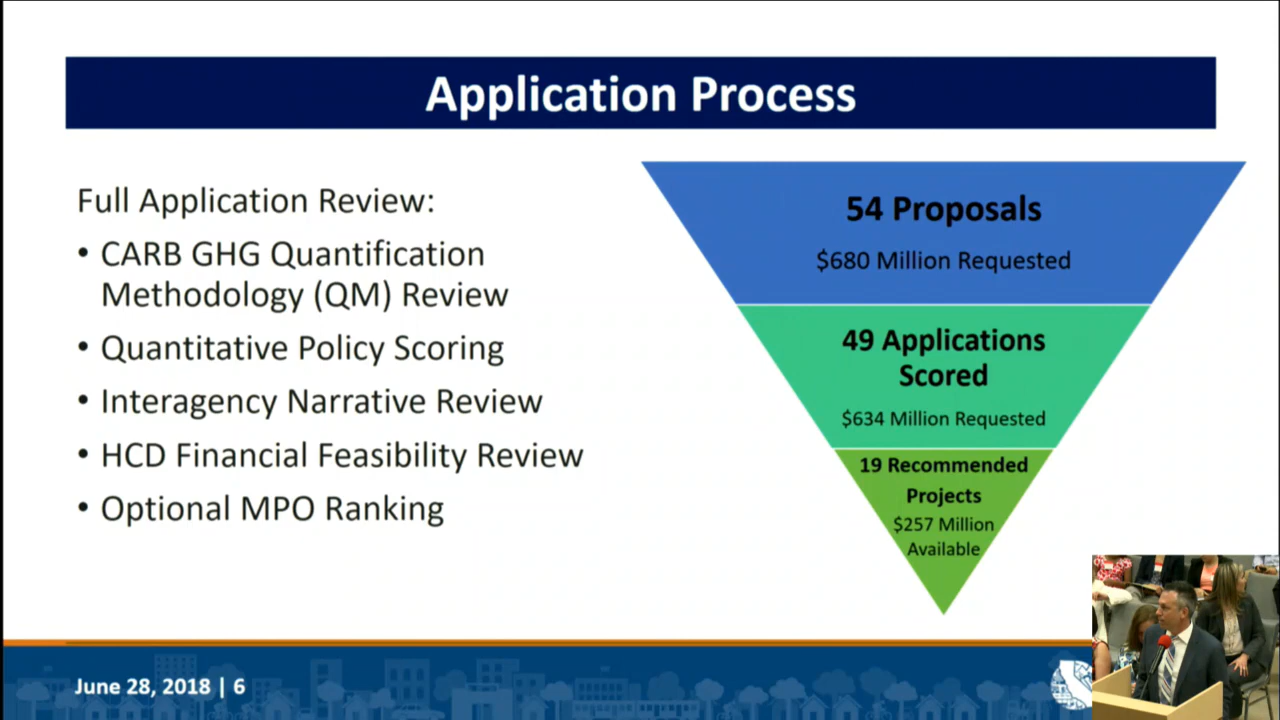 Application Process
Full Application Review:
• CARB GHG Quantification
Methodology (QM) Review
• Quantitative Policy Scoring
• Interagency Narrative Review
• HCD Financial Feasibility Review
• Optional MPO Ranking
54 Proposals
$680 Million Requested
49 Applications
Scored
$634 Million Requested
19 Recommended
Projects
$257 Million
Available
June 28, 2018 | 6